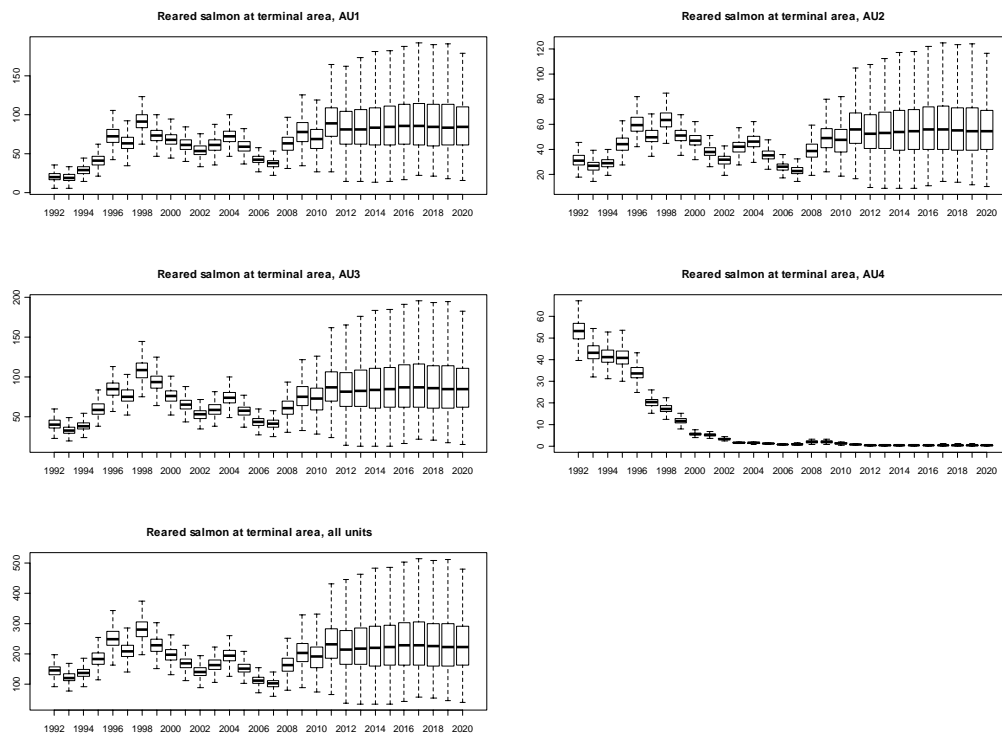 Reared salmon at terminal area, AU1
0 50 100 150
1992 1994 1996 1998 2000 2002 2004 2006 2008 2010 2012 2014 2016 2018 2020
Reared salmon at terminal area, AU2
20 40 60 80 100 120
1992 1994 1996 1998 2000 2002 2004 2006 2008 2010 2012 2014 2016 2018 2020
Reared salmon at terminal area, AU3
50 100 150 200
1992 1994 1996 1998 2000 2002 2004 2006 2008 2010 2012 2014 2016 2018 2020
Reared salmon at terminal area, AU4
0 10 20 30 40 50 60
1992 1994 1996 1998 2000 2002 2004 2006 2008 2010 2012 2014 2016 2018 2020
Reared salmon at terminal area, all units
100 200 300 400 500
1992 1994 1996 1998 2000 2002 2004 2006 2008 2010 2012 2014 2016 2018 2020